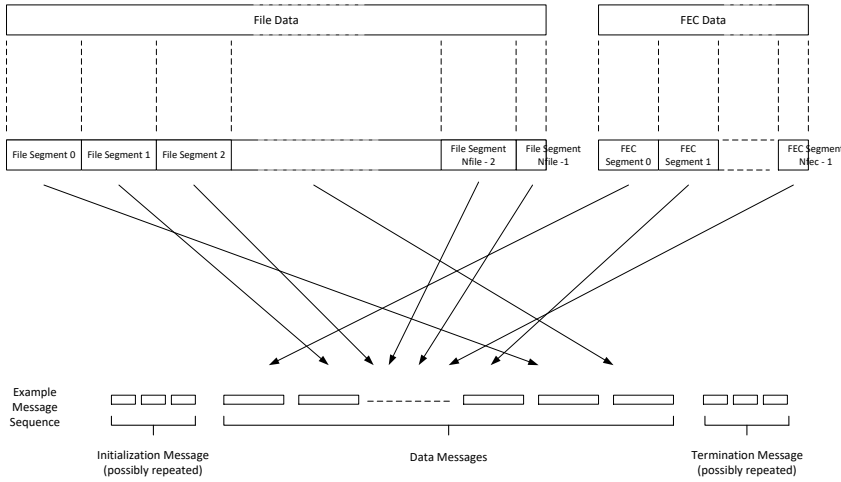 File Data
FEC Data
File Segment 0
File Segment 1
File Segment 2
File Segment
Nfile - 2
File Segment
Nfile -1
FEC
Segment 0
FEC
Segment 1
FEC Segment
Nfec - 1
Example
Message
Sequence
Initialization Message
(possibly repeated)
Data Messages
Termination Message
(possibly repeated)